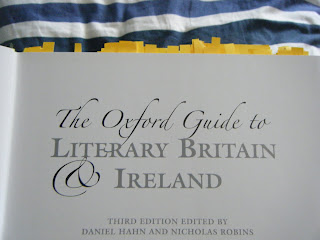 The Oxford Guide to
LITERARY BRITAIN
& IRELAND
THIRD EDITION EDITED BY
DANIEL HAHN AND NICHOLAS ROBINS